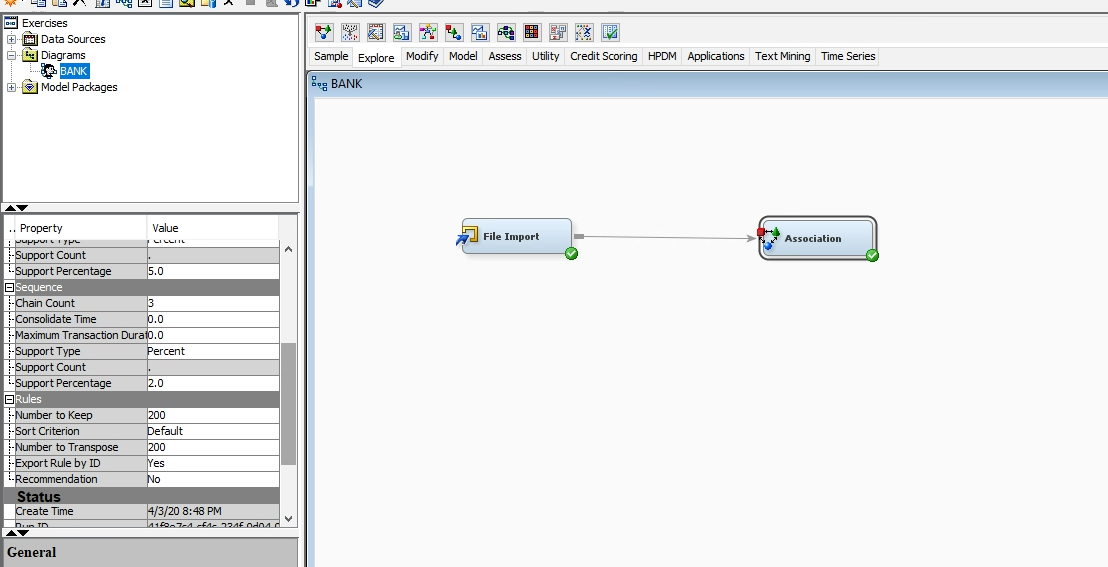 Exercises
Data Sources
Diagrams
BANK
Model Packages
.. Property Value
Support Type Percent
Support Count .
Support Percentage 5.0
Sequence
Chain Count 3
Consolidate Time 0.0
Maximum Transaction Durat 0.0
Support Type Percent
Support Count .
Support Percentage 2.0
Rules
Number to Keep 200
Sort Criterion Default
Number to Transpose 200
Export Rule by ID Yes
Recommendation No
Status
Create Time 4/3/20 8:48 PM
Run ID
General
Sample Explore Modify Model Assess Utility Credit Scoring HPDM Applications Text Mining Time Series
BANK
File Import
Association